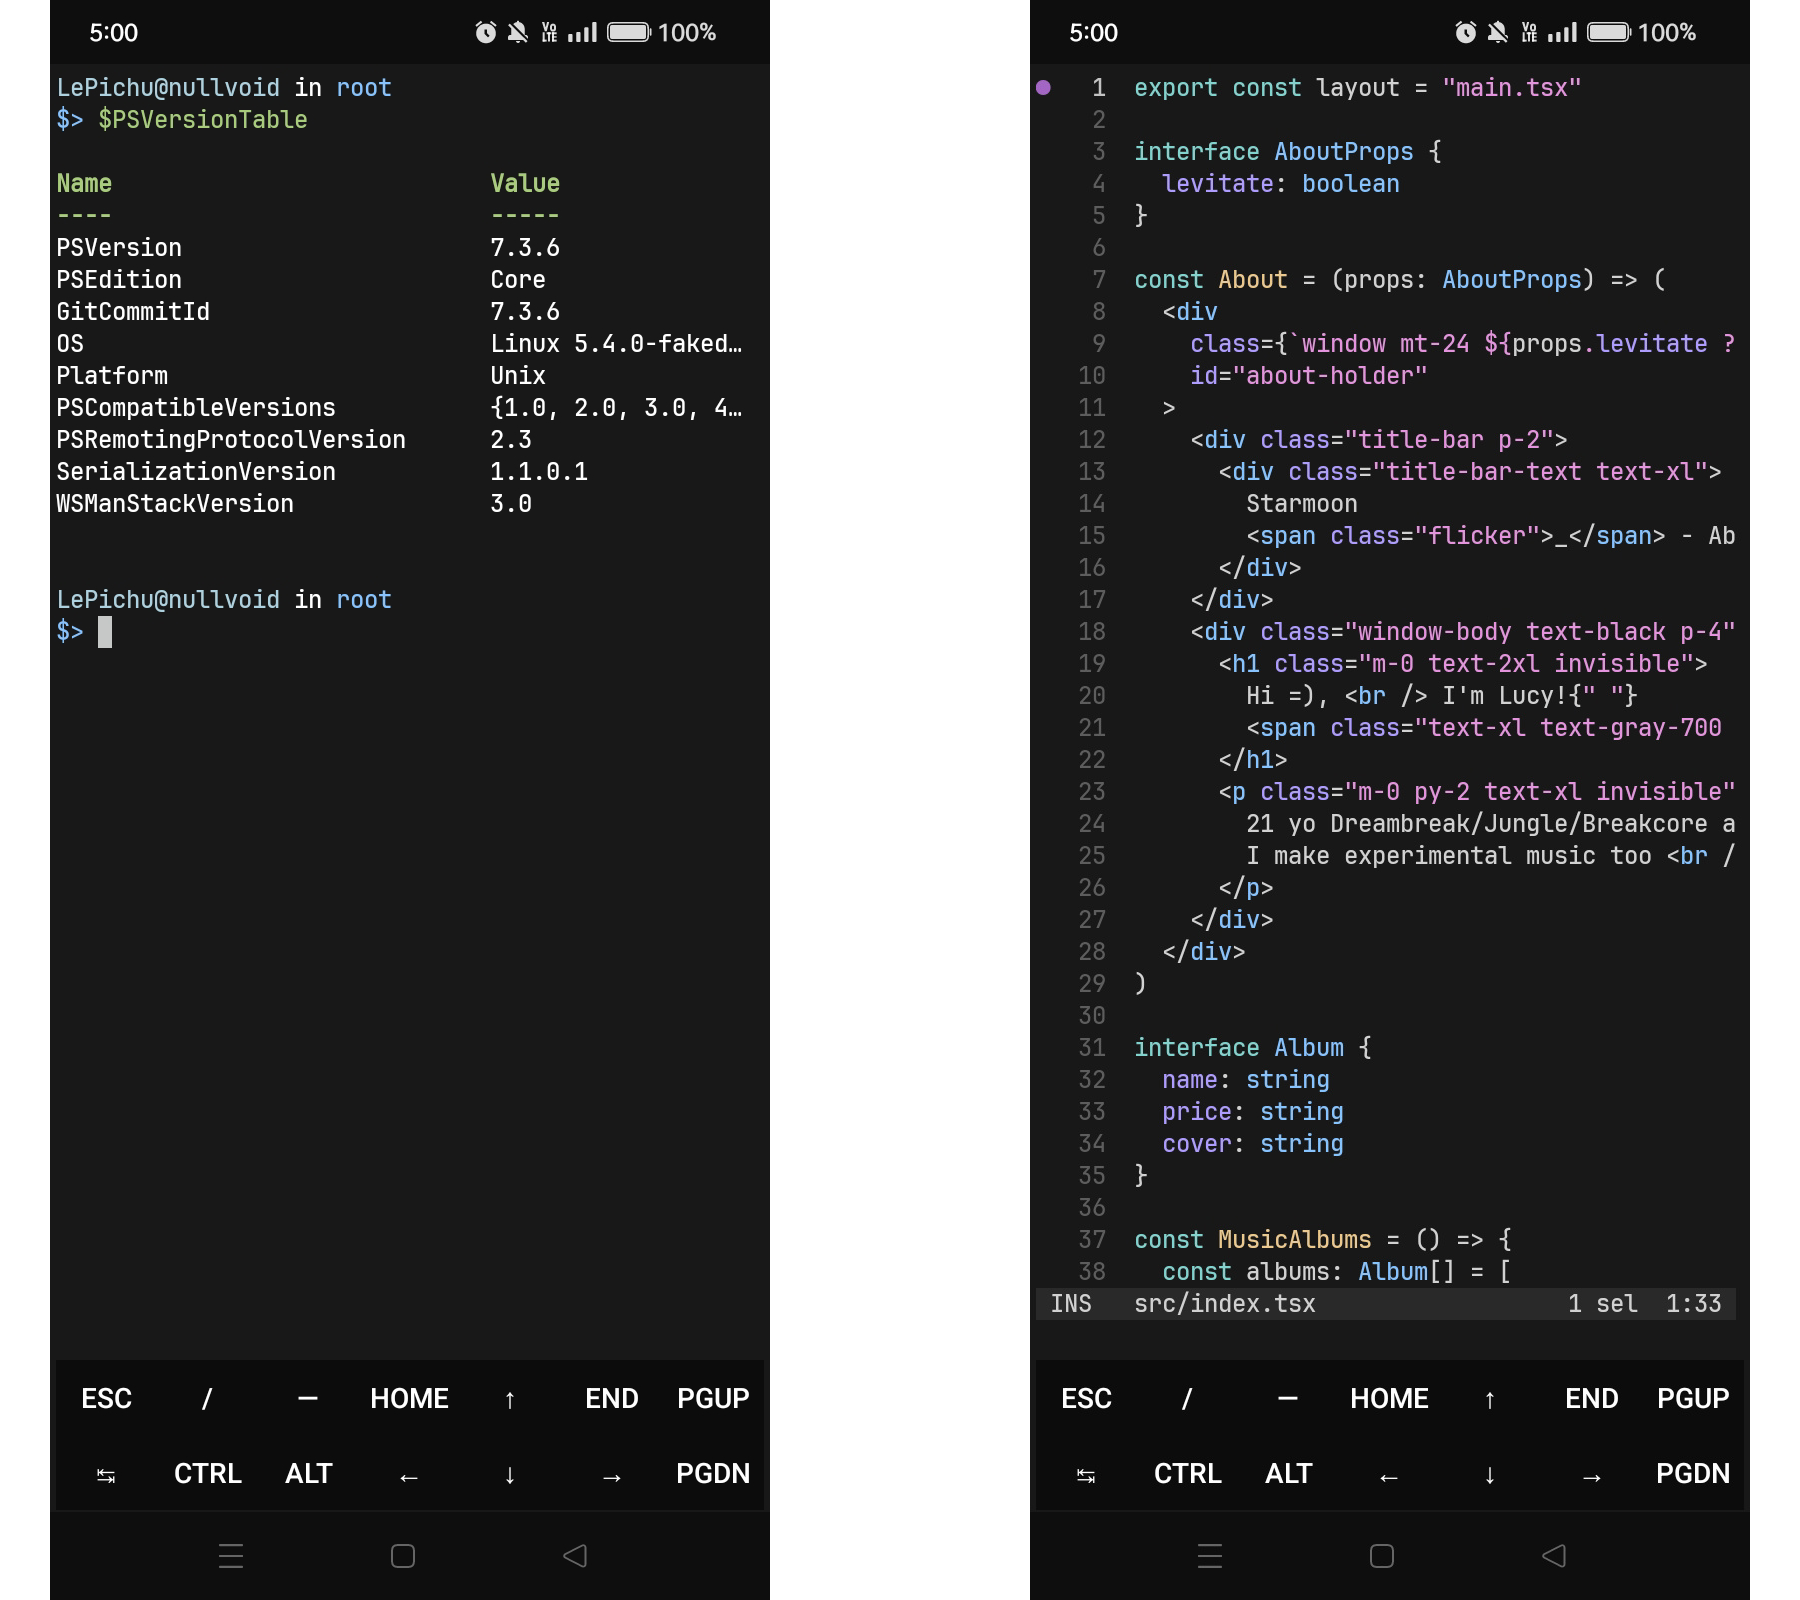 5:00 Vo LTE 100%
LePichu@nullvoid in root
$> $PSVersionTable
Name Value
---- -----
PSVersion 7.3.6
PSEdition Core
GitCommitId 7.3.6
OS Linux 5.4.0-faked…
Platform Unix
PSCompatibleVersions {1.0, 2.0, 3.0, 4…
PSRemotingProtocolVersion 2.3
SerializationVersion 1.1.0.1
WSManStackVersion 3.0
LePichu@nullvoid in root
$>
ESC / — HOME ↑ END PGUP
↹ CTRL ALT ← ↓ → PGDN
5:00 Vo LTE 100%
1 export const layout = "main.tsx"
2
3 interface AboutProps {
4   levitate: boolean
5 }
6
7 const About = (props: AboutProps) => (
8   <div
9     class={`window mt-24 ${props.levitate ?
10     id="about-holder"
11   >
12     <div class="title-bar p-2">
13       <div class="title-bar-text text-xl">
14         Starmoon
15         <span class="flicker">_</span> - Ab
16       </div>
17     </div>
18     <div class="window-body text-black p-4"
19       <h1 class="m-0 text-2xl invisible">
20         Hi =), <br /> I'm Lucy!{" "}
21         <span class="text-xl text-gray-700
22       </h1>
23       <p class="m-0 py-2 text-xl invisible"
24         21 yo Dreambreak/Jungle/Breakcore a
25         I make experimental music too <br /
26       </p>
27     </div>
28   </div>
29 )
30
31 interface Album {
32   name: string
33   price: string
34   cover: string
35 }
36
37 const MusicAlbums = () => {
38   const albums: Album[] = [
INS src/index.tsx 1 sel 1:33
ESC / — HOME ↑ END PGUP
↹ CTRL ALT ← ↓ → PGDN